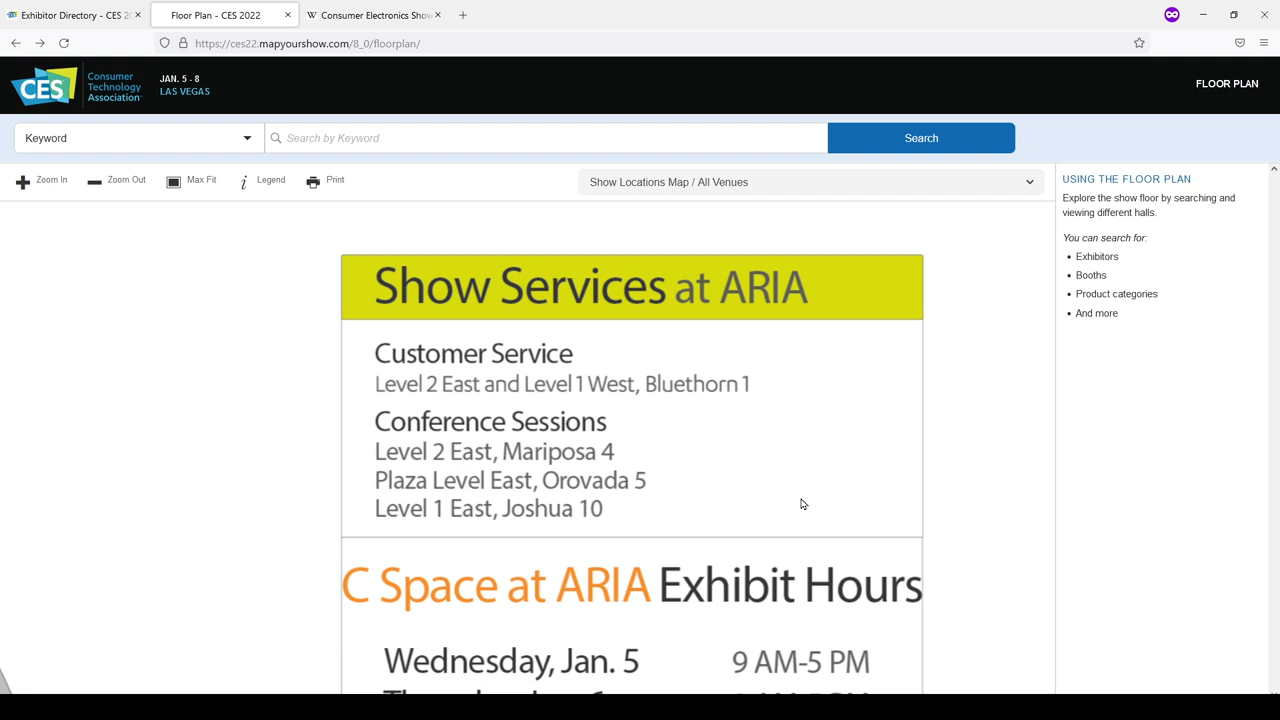 Exhibitor Directory - CES 2
Floor Plan - CES 2022
W Consumer Electronics Show
https://ces22.mapyourshow.com/8_0/floorplan/
CES
Consumer
Technology
Association
JAN. 5 - 8
LAS VEGAS
FLOOR PLAN
Keyword
Search by Keyword
Search
Zoom In
Zoom Out
Max Fit
i Legend
Print
Show Locations Map / All Venues
USING THE FLOOR PLAN
Explore the show floor by searching and
viewing different halls.
You can search for:
• Exhibitors
• Booths
• Product categories
• And more
Show Services at ARIA
Customer Service
Level 2 East and Level 1 West, Bluethorn 1
Conference Sessions
Level 2 East, Mariposa 4
Plaza Level East, Orovada 5
Level 1 East, Joshua 10
C Space at ARIA Exhibit Hours
Wednesday, Jan. 5 9 AM-5 PM